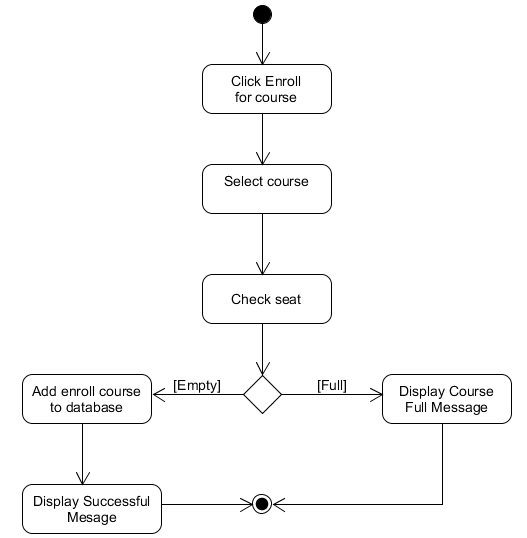 Click Enroll
for course
Select course
Check seat
[Empty]
[Full]
Add enroll course
to database
Display Course
Full Message
Display Successful
Mesage